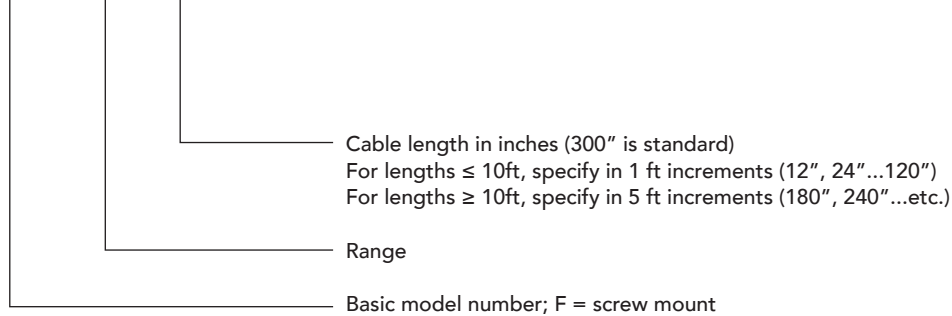 Cable length in inches (300” is standard)
For lengths ≤ 10ft, specify in 1 ft increments (12”, 24”...120”)
For lengths ≥ 10ft, specify in 5 ft increments (180”, 240”...etc.)
Range
Basic model number; F = screw mount